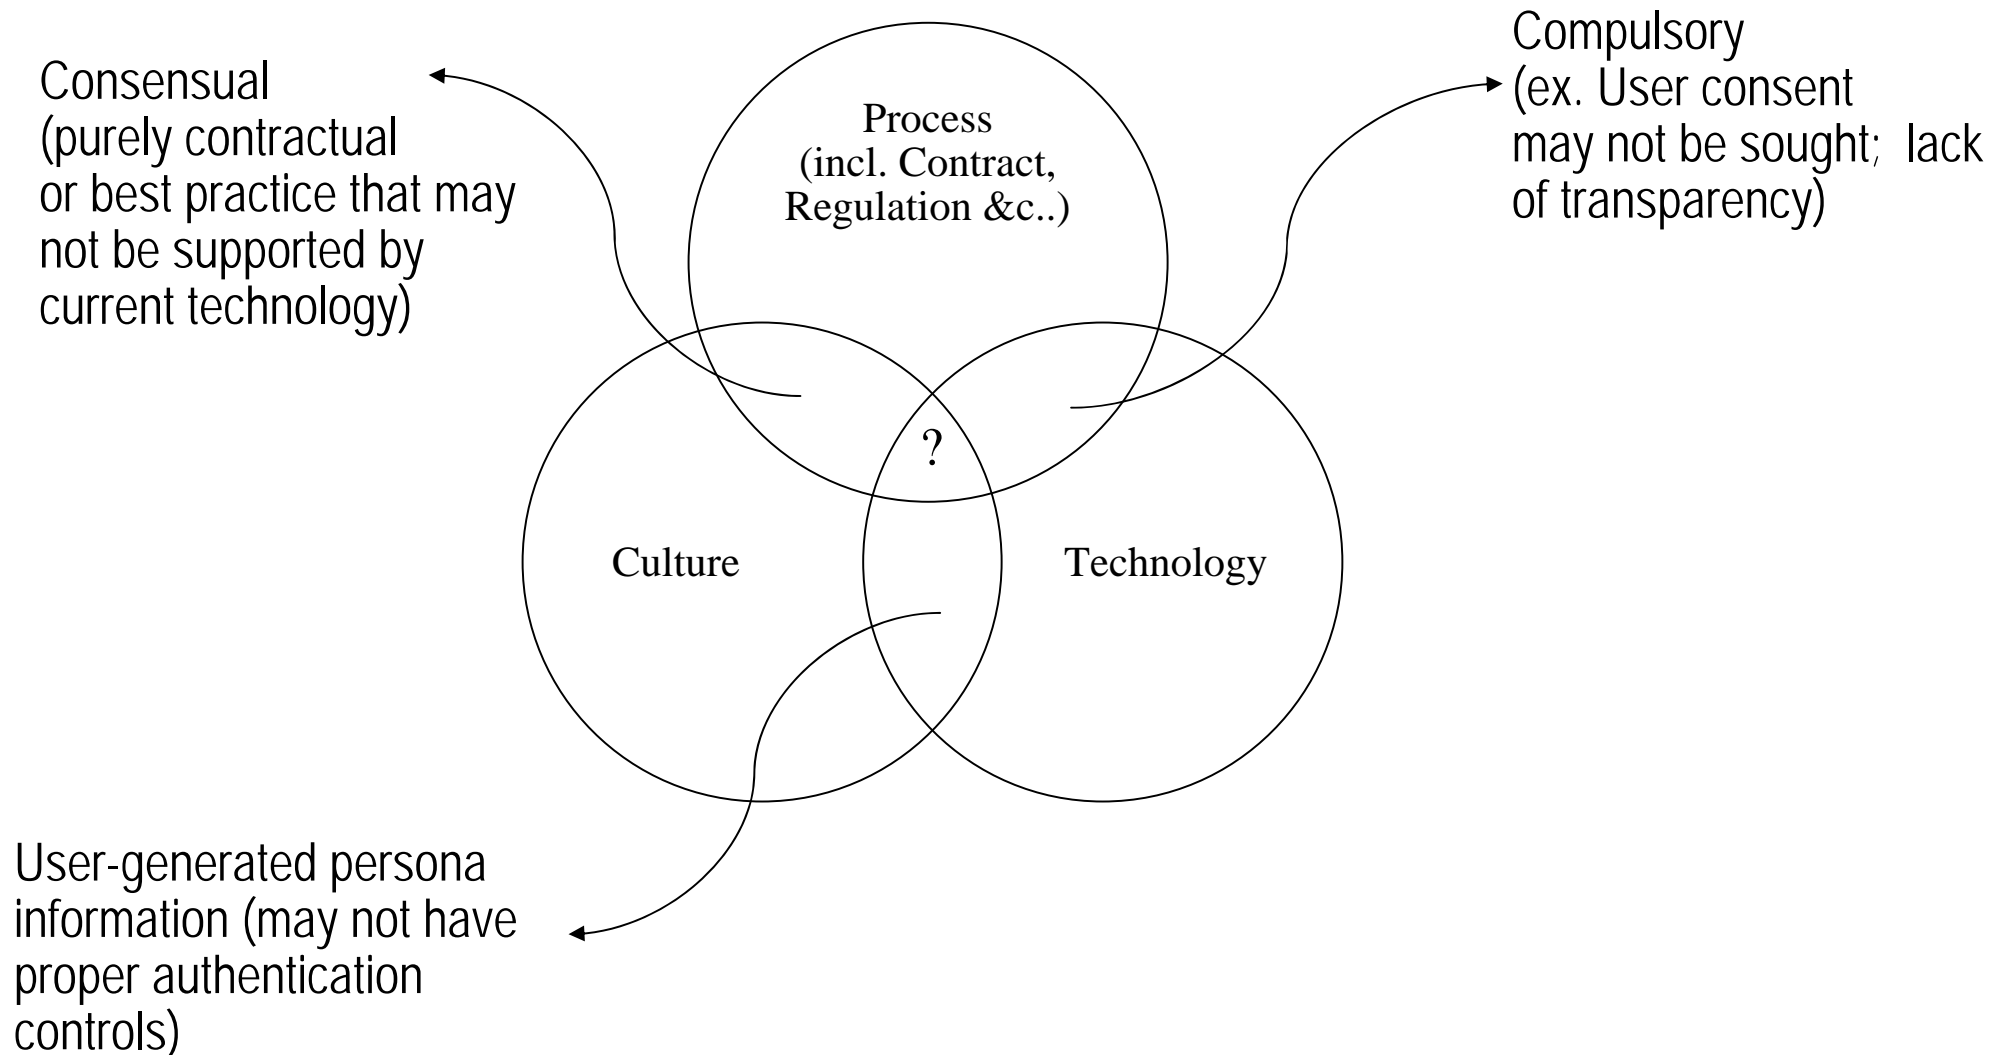 Consensual
(purely contractual
or best practice that may
not be supported by
current technology)
Process
(incl. Contract,
Regulation &c..)
Compulsory
(ex. User consent
may not be sought; lack
of transparency)
?
Culture
Technology
User-generated persona
information (may not have
proper authentication
controls)